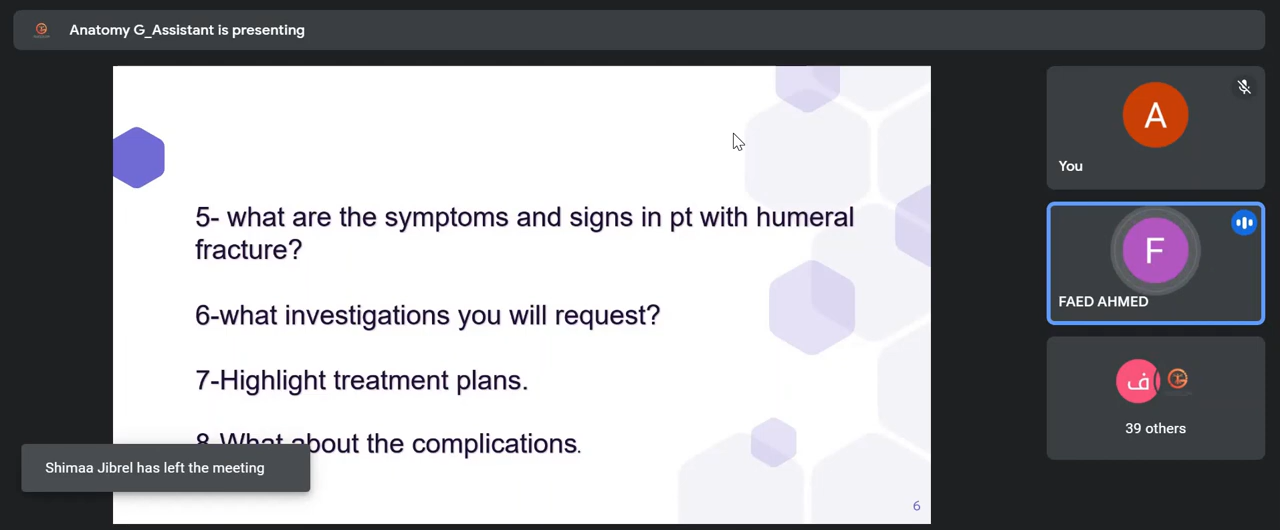 Anatomy G_Assistant is presenting
5- what are the symptoms and signs in pt with humeral
fracture?
6-what investigations you will request?
7-Highlight treatment plans.
8-What about the complications.
6
Shimaa Jibrel has left the meeting
A
You
F
FAED AHMED
ف
39 others